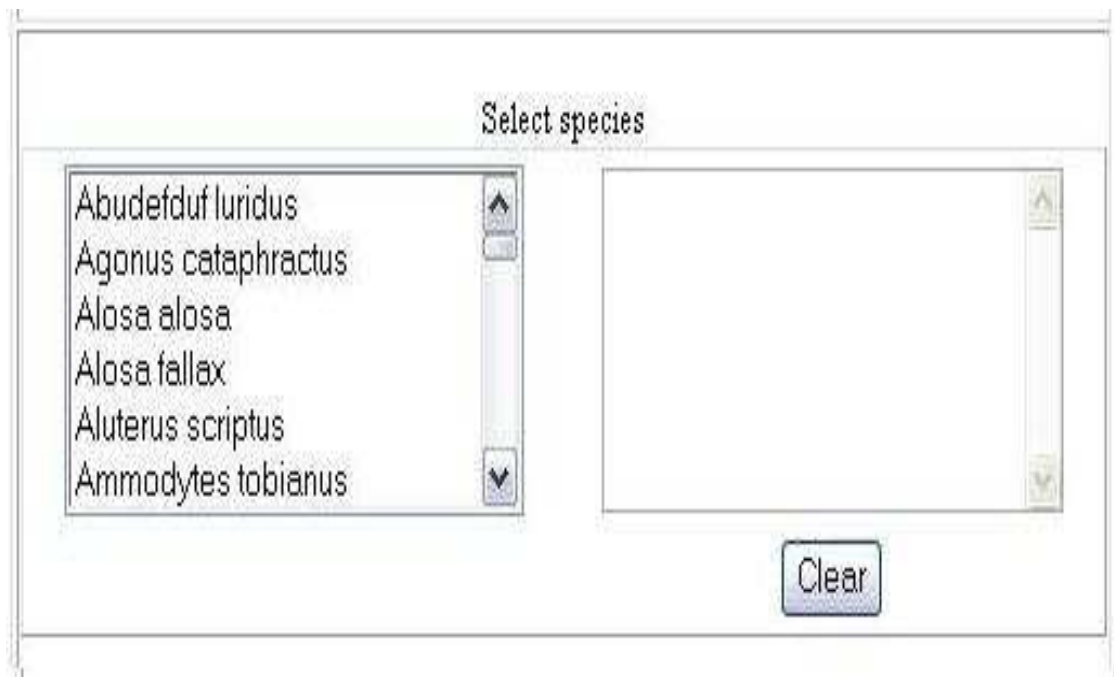 Select species
Abudefduf luridus
Agonus cataphractus
Alosa alosa
Alosa fallax
Aluterus scriptus
Ammodytes tobianus
Clear